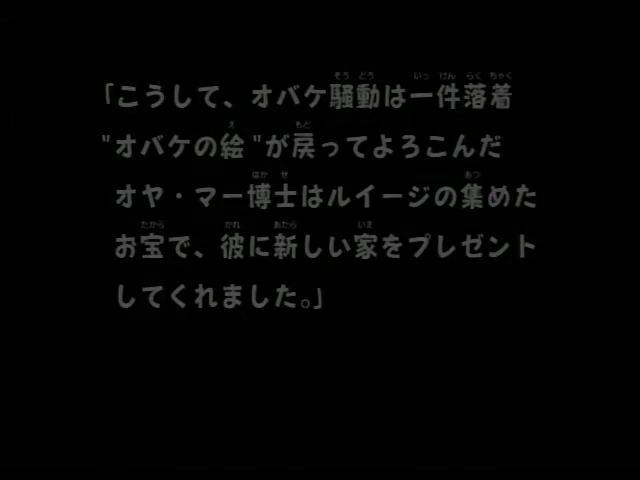 「こうして、オバケ騒動は一件落着
"オバケの絵"が戻ってよろこんだ
オヤ・マー博士はルイージの集めた
お宝で、彼に新しい家をプレゼント
してくれました。」